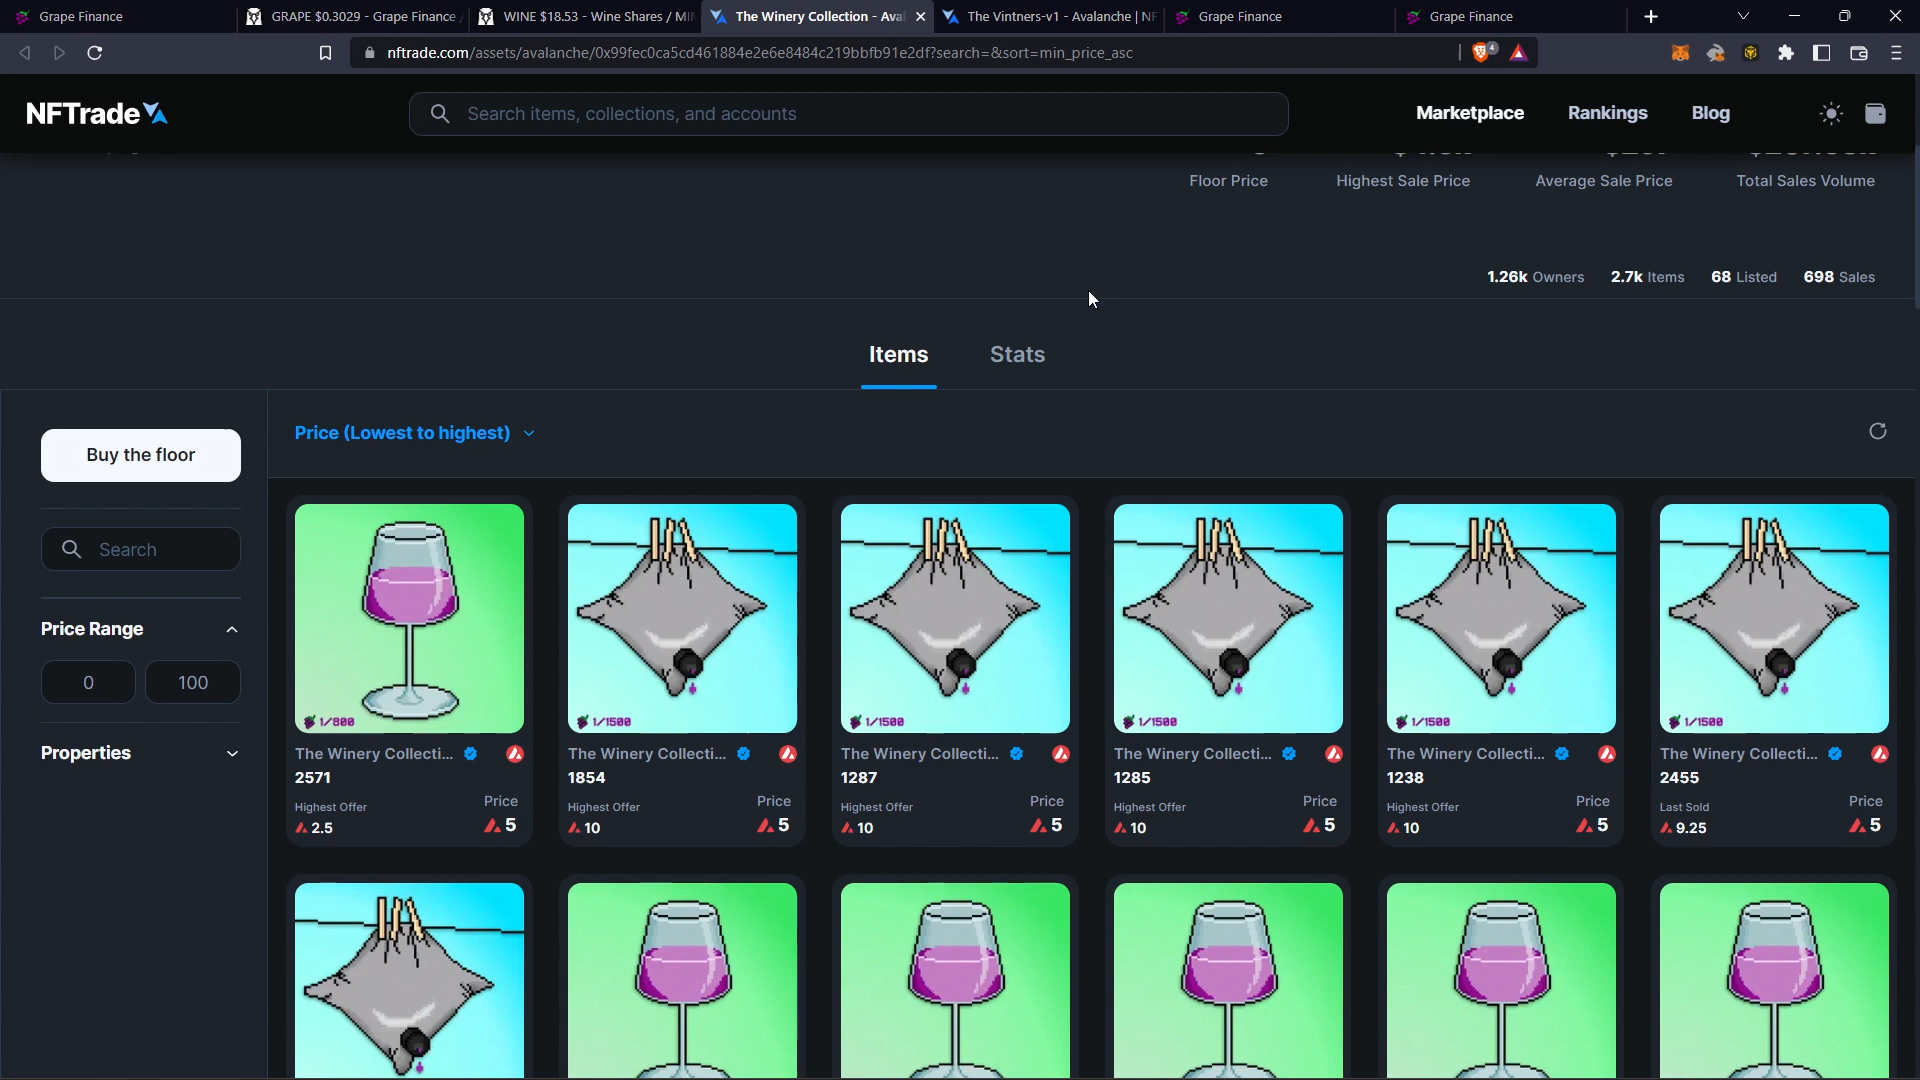 Grape Finance
GRAPE $0.3029 - Grape Finance /
WINE $18.53 - Wine Shares / MI
The Winery Collection - Ava
The Vintners-v1 - Avalanche | NF
Grape Finance
Grape Finance
nftrade.com/assets/avalanche/0x99fec0ca5cd461884e2e6e8484c219bbfb91e2df?search=&sort=min_price_asc
4
NFTrade
Search items, collections, and accounts
Marketplace
Rankings
Blog
Floor Price
Highest Sale Price
Average Sale Price
Total Sales Volume
1.26k Owners 2.7k Items 68 Listed 698 Sales
Items
Stats
Buy the floor
Price (Lowest to highest)
Search
Price Range
0
100
Properties
1/800
The Winery Collecti...
2571
Highest Offer
Price
2.5
5
1/1500
The Winery Collecti...
1854
Highest Offer
Price
10
5
1/1500
The Winery Collecti...
1287
Highest Offer
Price
10
5
1/1500
The Winery Collecti...
1285
Highest Offer
Price
10
5
1/1500
The Winery Collecti...
1238
Highest Offer
Price
10
5
1/1500
The Winery Collecti...
2455
Last Sold
Price
9.25
5